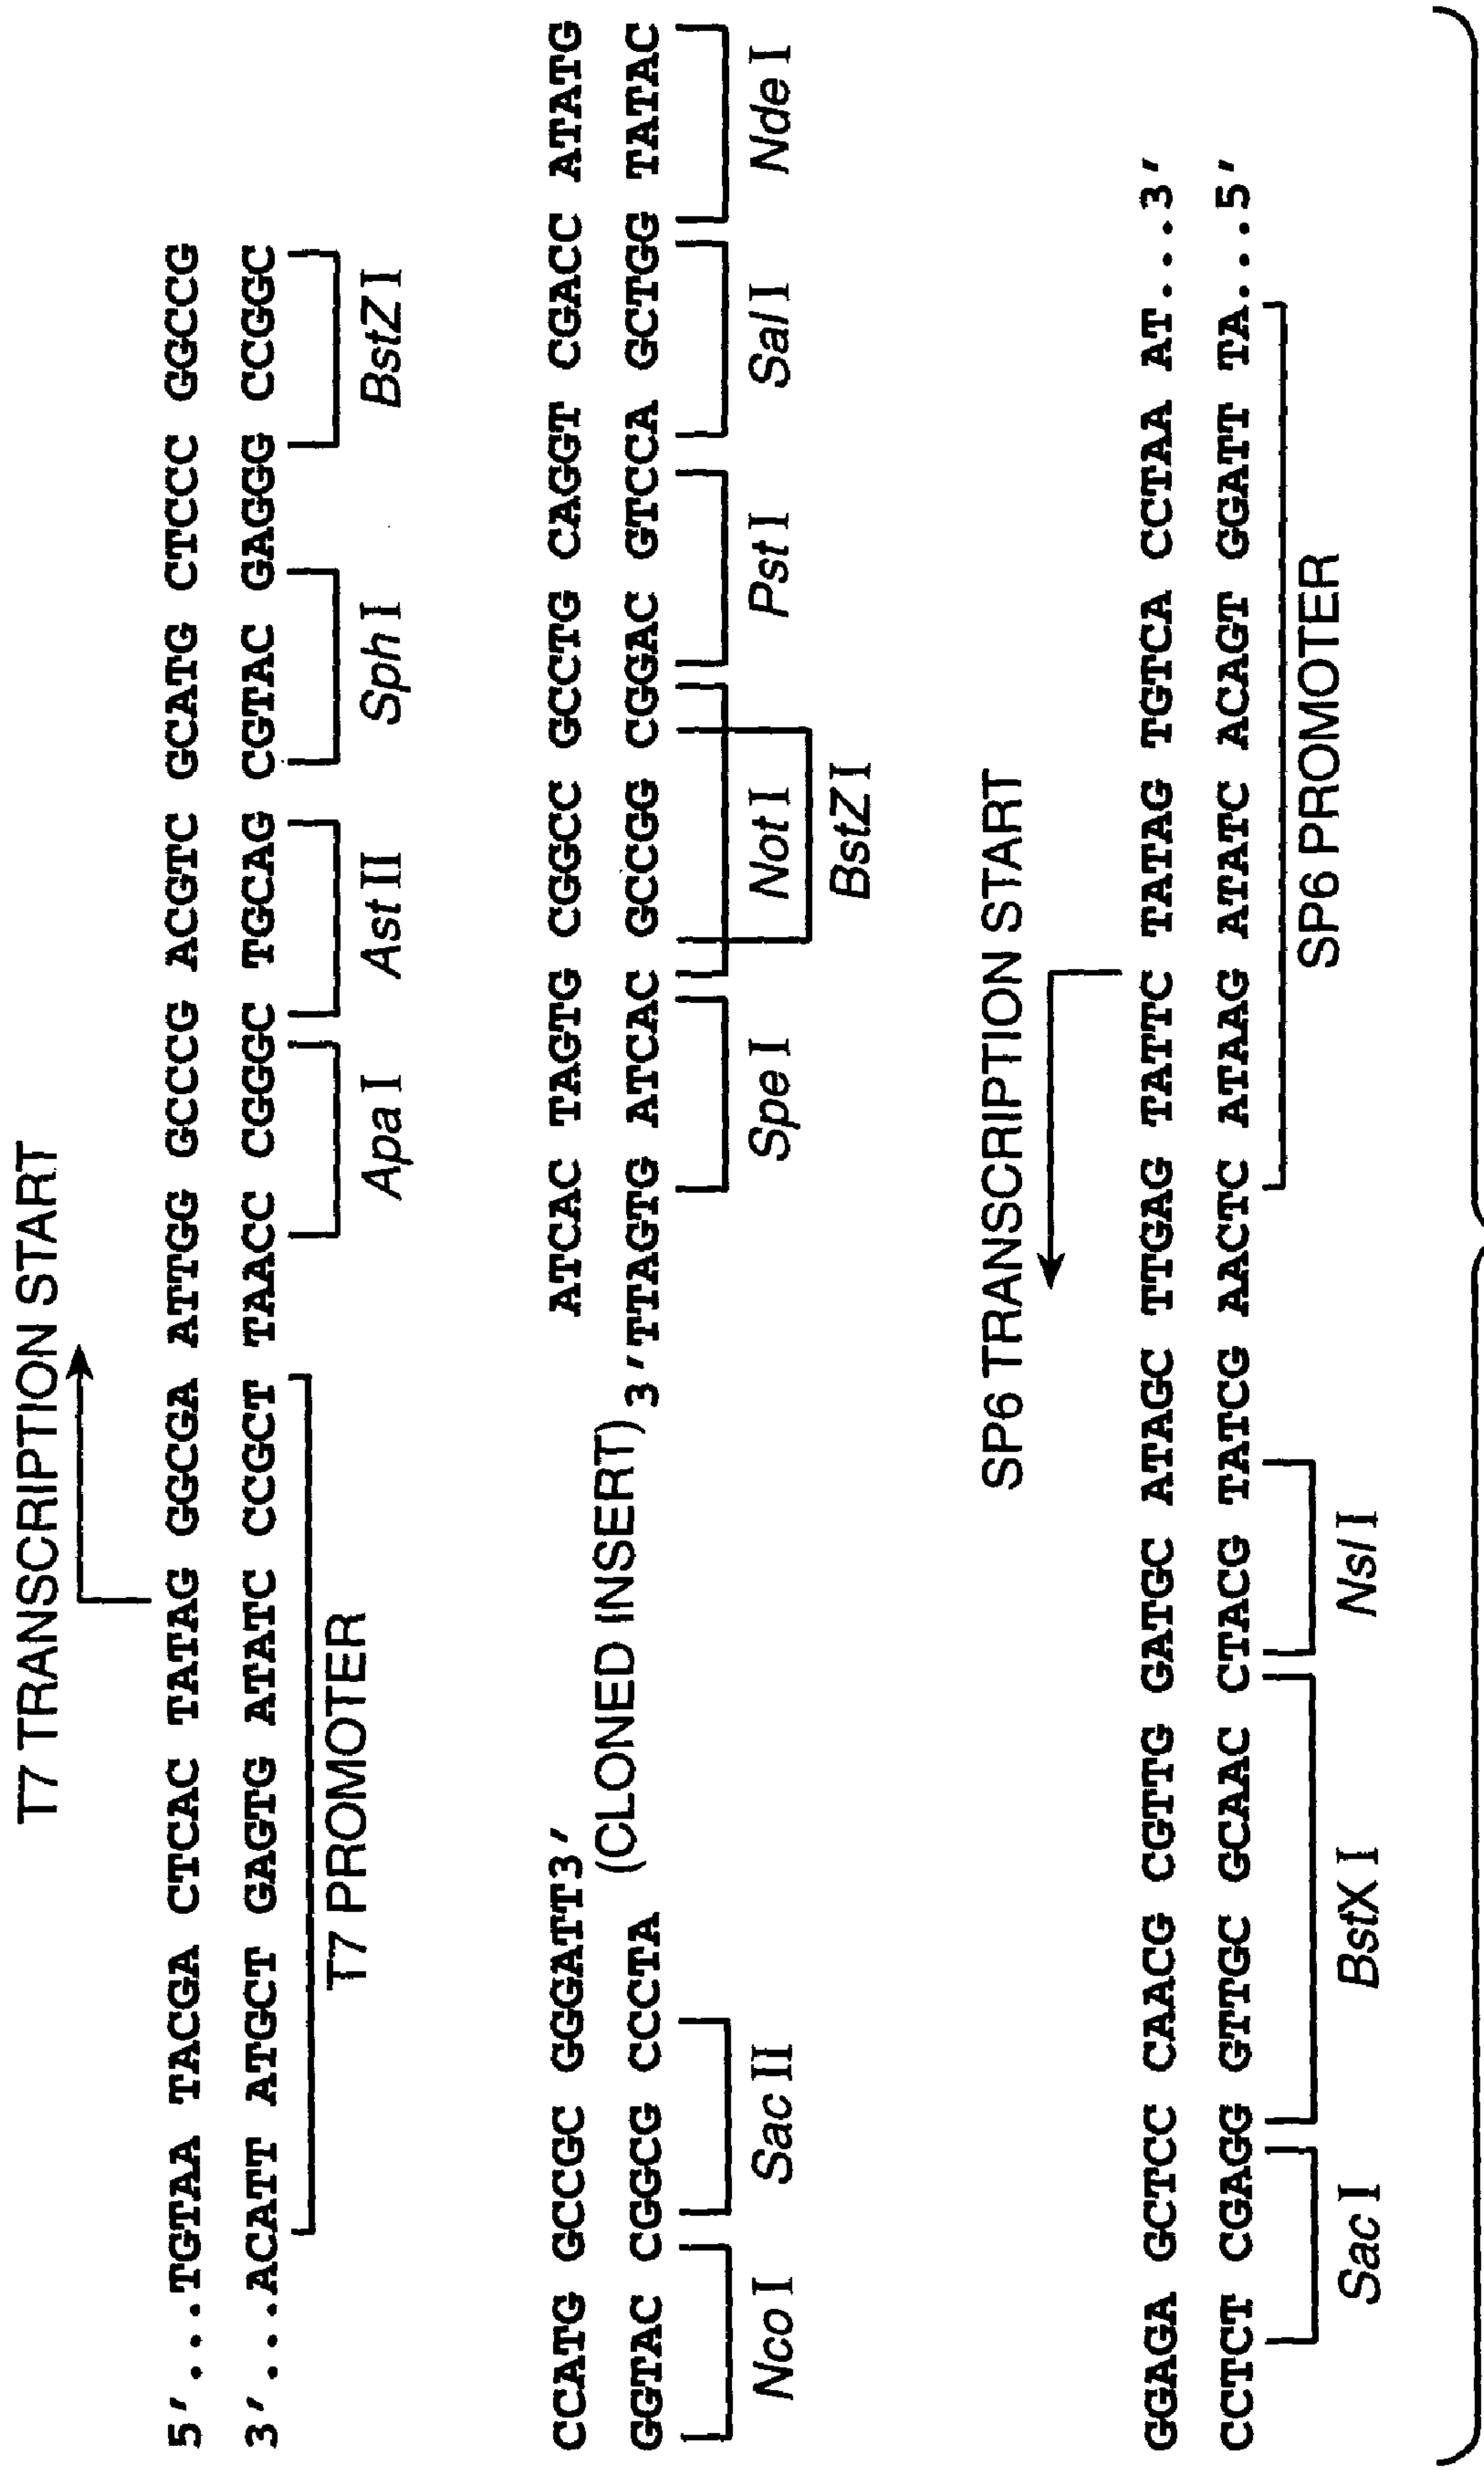 T7 TRANSCRIPTION START
5'...TGTAA TACGA CTCAC TATAG GGCGA ATTGG GCCCG ACGTC GCATG CTCCC GGCCG
3'...ACATT ATGCT GAGTG ATATC CCGCT TAACC CGGGC TGCAG CGTAC GAGGG CCGGC
T7 PROMOTER
Apa I Ast II Sph I BstZ I
CCATG GCCGC GGGATT3' ATCAC TAGTG CGGCC GCCTG CAGGT CGACC ATATG
(CLONED INSERT)
GGTAC CGGCG CCCTA 3'TTAGTG ATCAC GCCGG CGGAC GTCCA GCTGG TATAC
Nco I Sac II Spe I Not I Pst I Sal I Nde I
BstZ I
SP6 TRANSCRIPTION START
GGAGA GCTCC CAACG CGTTG GATGC ATAGC TTGAG TATTC TATAG TGTCA CCTAA AT...3'
CCTCT CGAGG GTTGC GCAAC CTACG TATCG AACTC ATAAG ATATC ACAGT GGATT TA...5'
Sac I BstX I Nsl I
SP6 PROMOTER